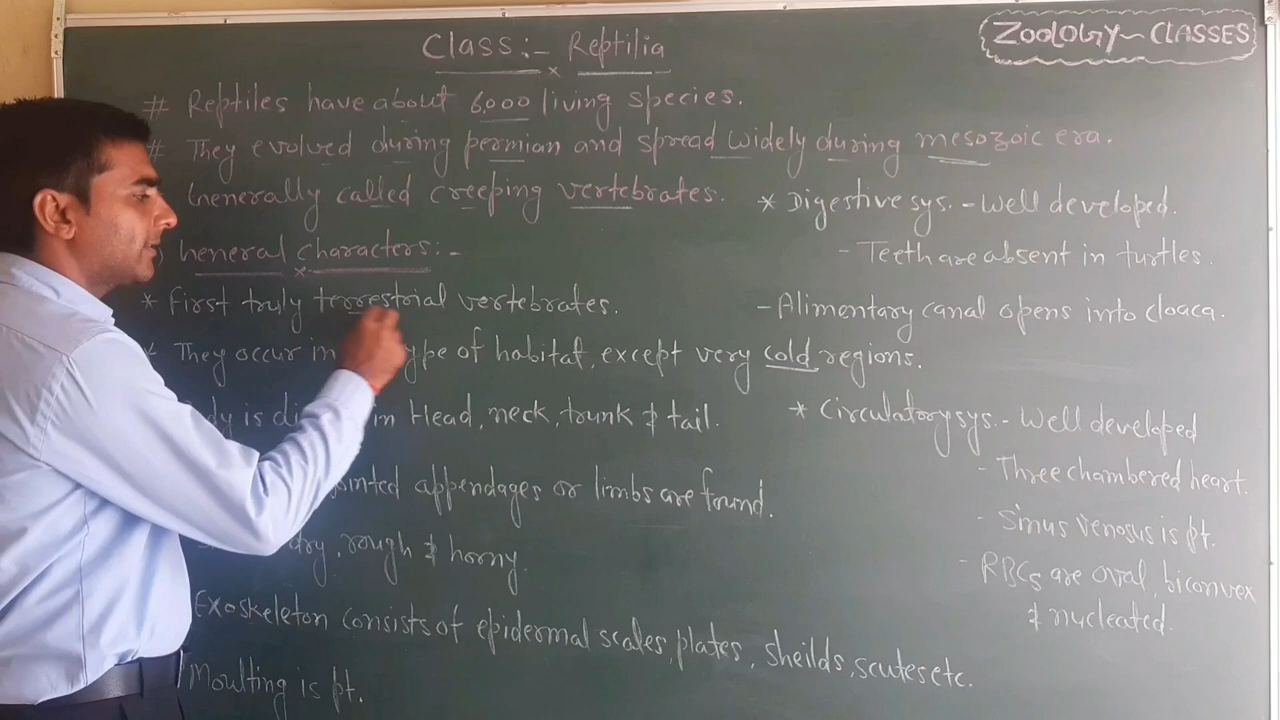 Class:- Reptilia
Zoology~CLASSES
# Reptiles have about 6,000 living species.
# They evolved during permian and spread widely during mesozoic era.
Generally called creeping vertebrates.
General characters:-
* First truly terrestrial vertebrates.
* They occur in type of habitat, except very cold regions.
is in Head, neck, trunk & tail.
appendages or limbs are found.
dry, rough & horny.
Exoskeleton consists of epidermal scales, plates, sheilds, scutes etc.
Moulting is pt.
* Digestive sys. - Well developed.
- Teeth are absent in turtles.
- Alimentary canal opens into cloaca.
* Circulatory sys. - Well developed
- Three chambered heart.
- Sinus venosus is pt.
- RBCs are oval, biconvex
& nucleated.